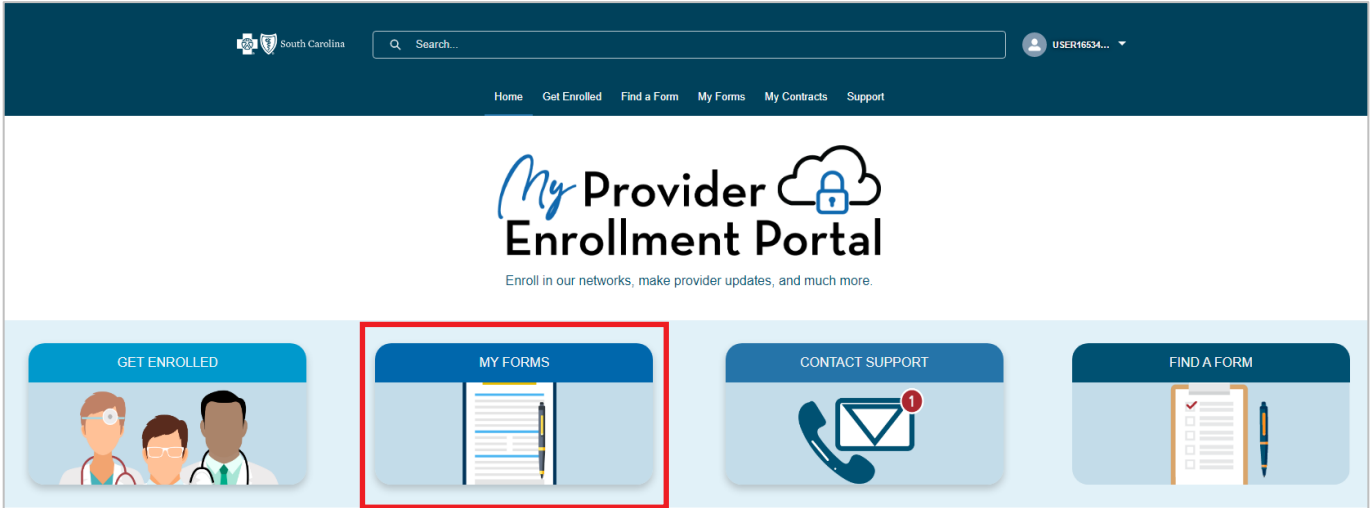 South Carolina
Search...
USER16534...
Home Get Enrolled Find a Form My Forms My Contracts Support
My Provider
Enrollment Portal
Enroll in our networks, make provider updates, and much more.
GET ENROLLED
MY FORMS
CONTACT SUPPORT
1
FIND A FORM